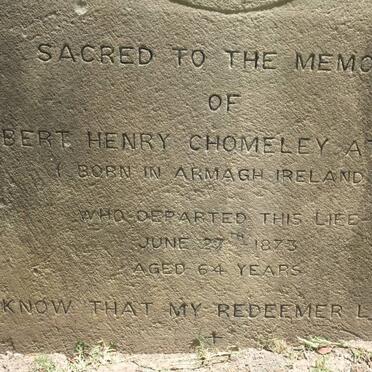 SACRED TO THE MEMO
OF
BERT HENRY CHOMELEY AT
( BORN IN ARMAGH IRELAND
WHO DEPARTED THIS LIFE
JUNE 27TH 1873
AGED 64 YEARS
KNOW THAT MY REDEEMER L